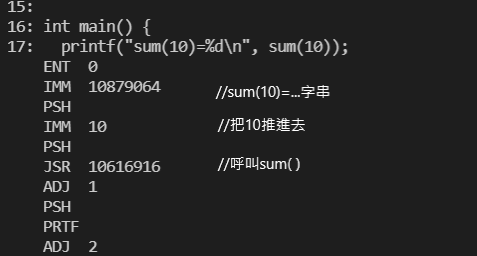 15:
16: int main() {
17:   printf("sum(10)=%d\n", sum(10));
ENT  0
IMM  10879064 //sum(10)=...字串
PSH
IMM  10 //把10推進去
PSH
JSR  10616916 //呼叫sum( )
ADJ  1
PSH
PRTF
ADJ  2